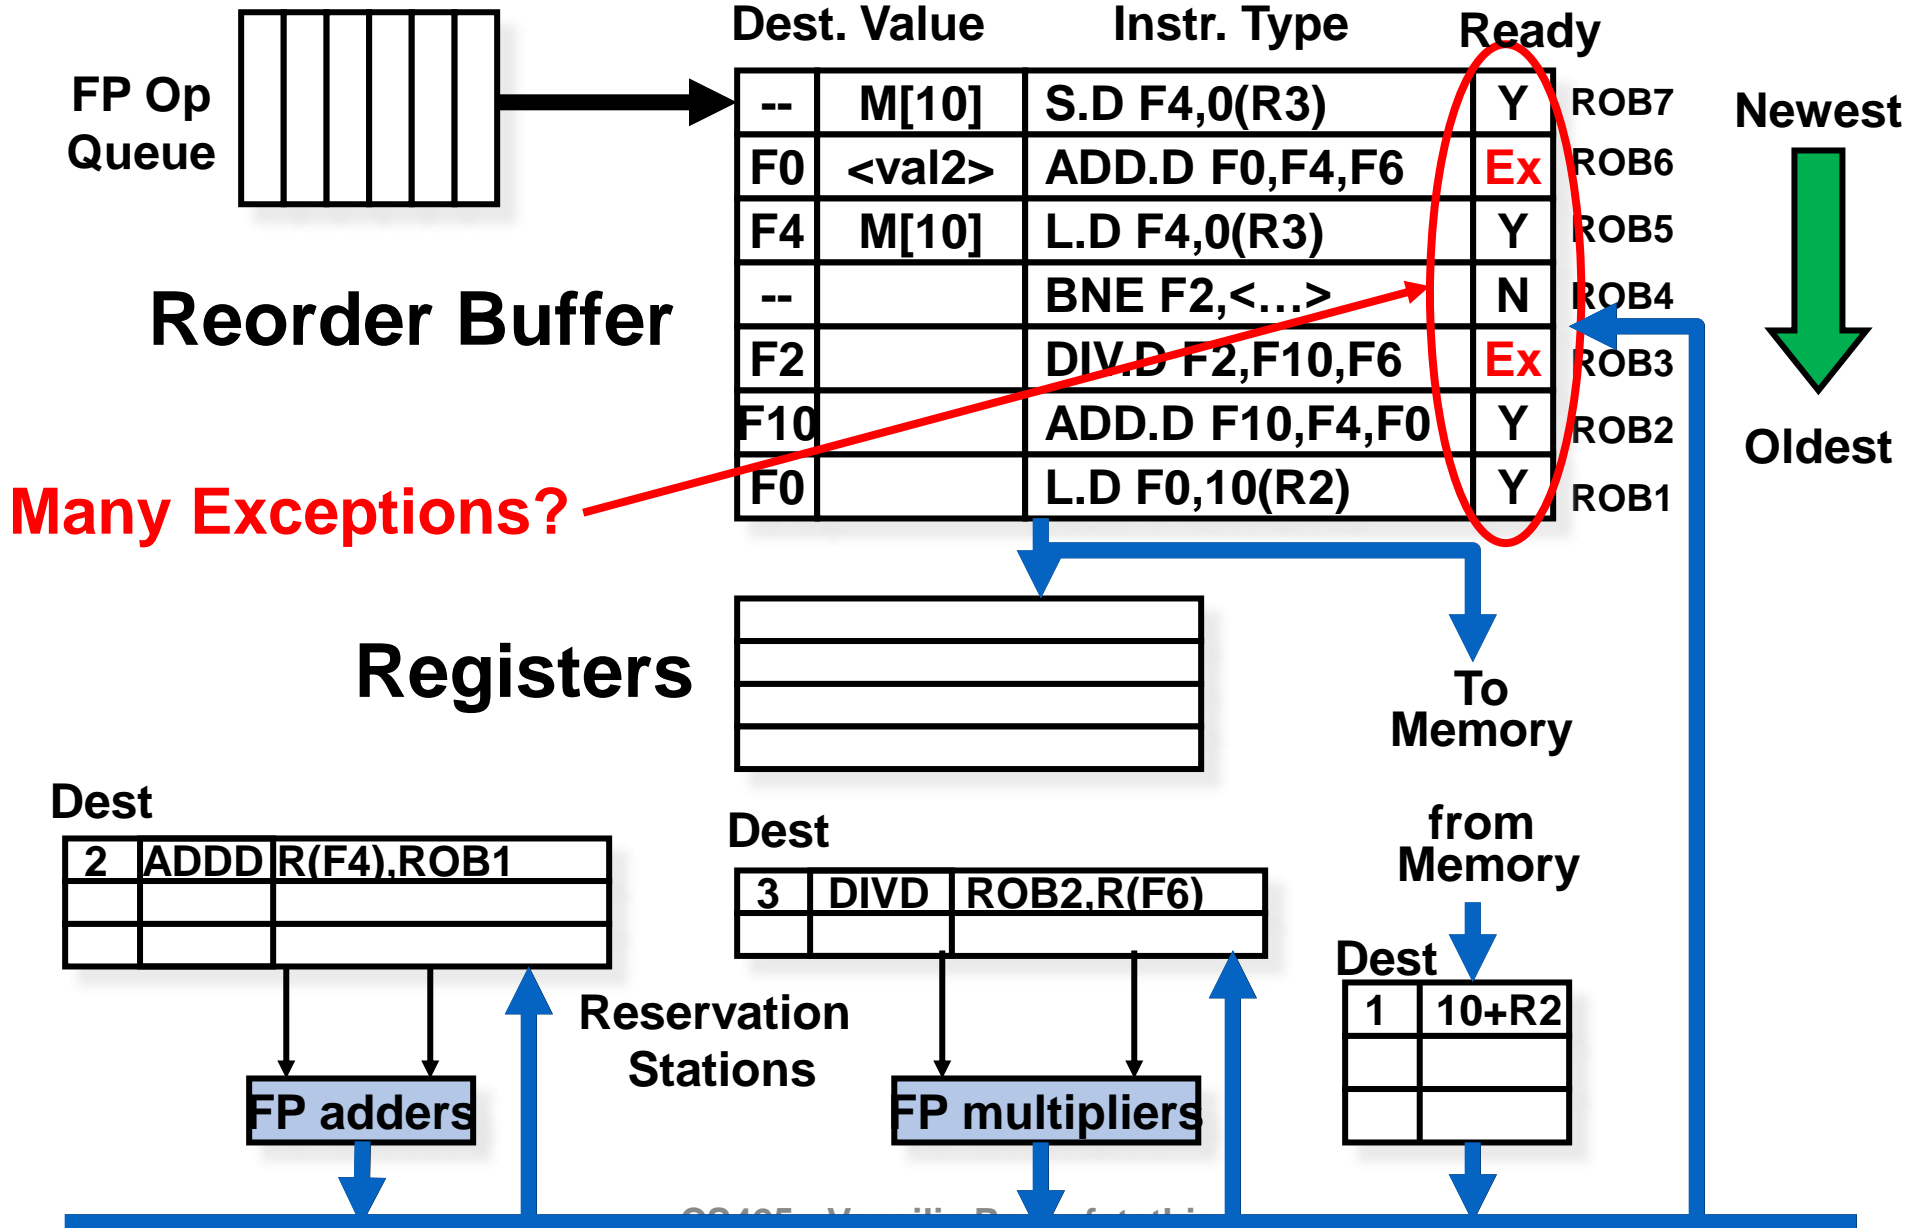 Dest. Value Instr. Type Ready
FP Op
Queue
-- M[10] S.D F4,0(R3) Y ROB7
F0 <val2> ADD.D F0,F4,F6 Ex ROB6
F4 M[10] L.D F4,0(R3) Y ROB5
-- BNE F2,<…> N ROB4
F2 DIV.D F2,F10,F6 Ex ROB3
F10 ADD.D F10,F4,F0 Y ROB2
F0 L.D F0,10(R2) Y ROB1
Newest
Oldest
Reorder Buffer
Many Exceptions?
Registers
To
Memory
Dest
2 ADDD R(F4),ROB1
Dest
3 DIVD ROB2,R(F6)
from
Memory
Dest
1 10+R2
Reservation
Stations
FP adders
FP multipliers